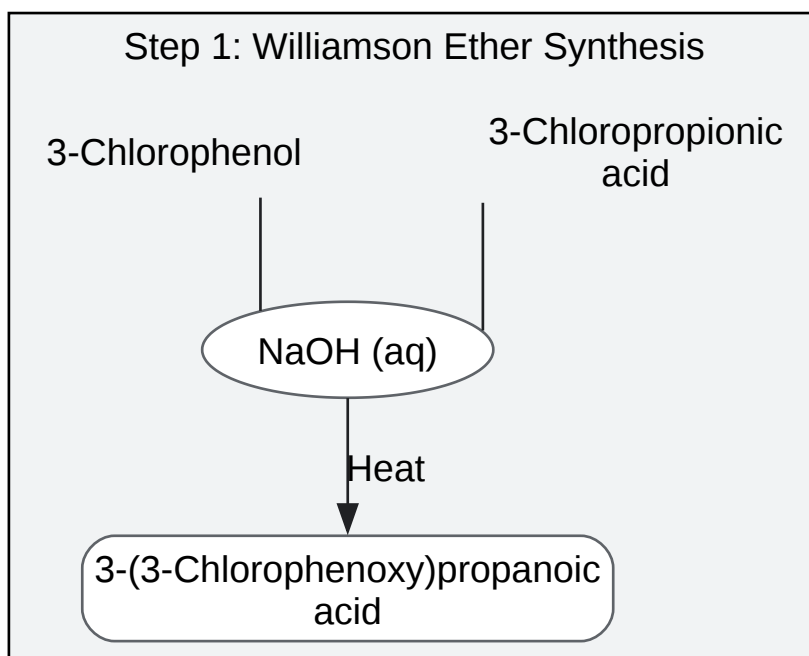 Step 1: Williamson Ether Synthesis
3-Chlorophenol
3-Chloropropionic
acid
NaOH (aq)
Heat
3-(3-Chlorophenoxy)propanoic
acid